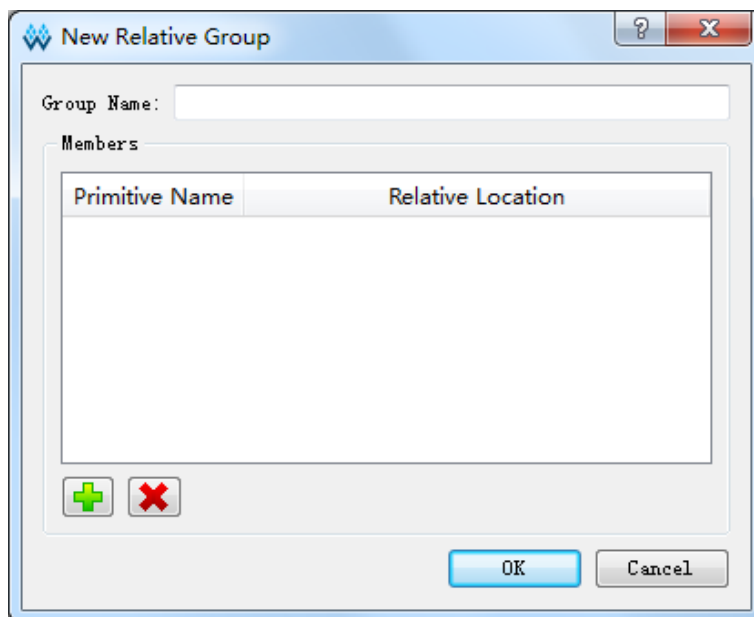 New Relative Group
Group Name:
Members
Primitive Name Relative Location
OK Cancel